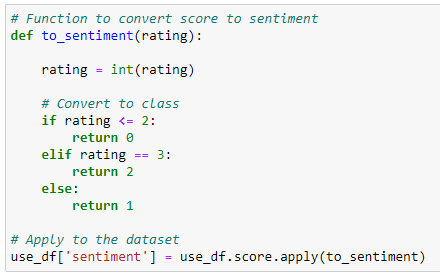 # Function to convert score to sentiment
def to_sentiment(rating):
    rating = int(rating)
    # Convert to class
    if rating <= 2:
        return 0
    elif rating == 3:
        return 2
    else:
        return 1
# Apply to the dataset
use_df['sentiment'] = use_df.score.apply(to_sentiment)